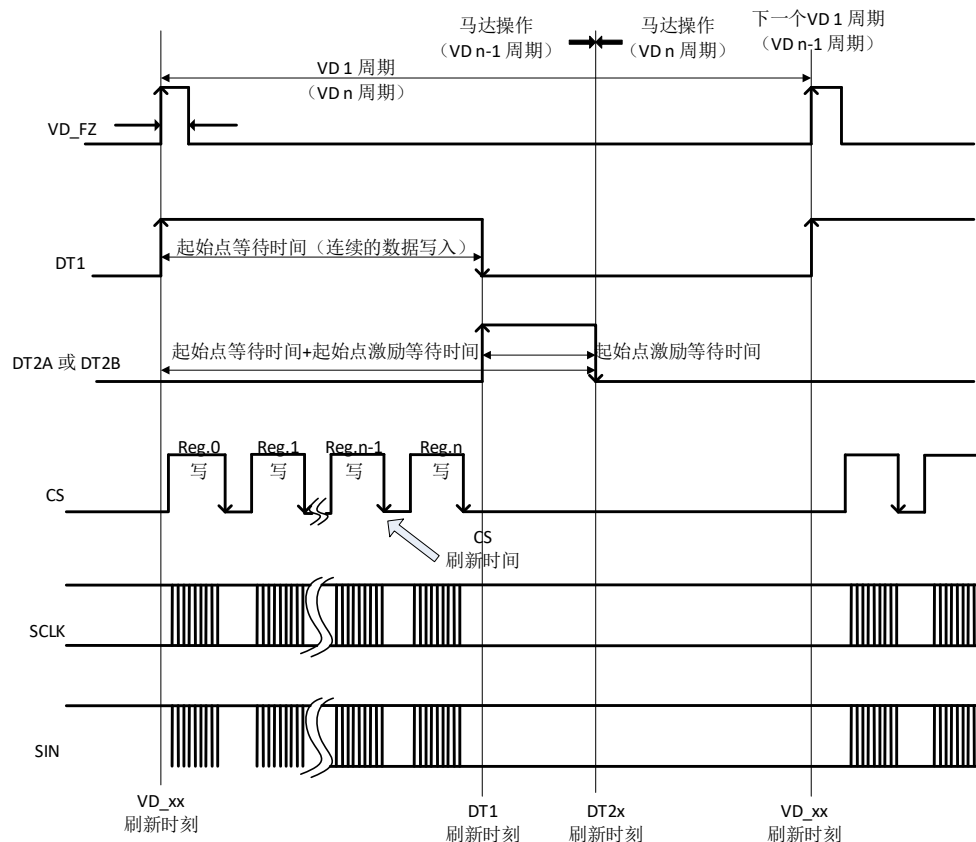 马达操作
（VD n-1 周期）
马达操作
（VD n 周期）
下一个VD 1 周期
（VD n-1 周期）
VD 1 周期
（VD n 周期）
VD_FZ
起始点等待时间（连续的数据写入）
DT1
起始点等待时间+起始点激励等待时间
起始点激励等待时间
DT2A 或 DT2B
Reg.0
写
Reg.1
写
Reg.n-1
写
Reg.n
写
CS
CS
刷新时间
SCLK
SIN
VD_xx
刷新时刻
DT1
刷新时刻
DT2x
刷新时刻
VD_xx
刷新时刻